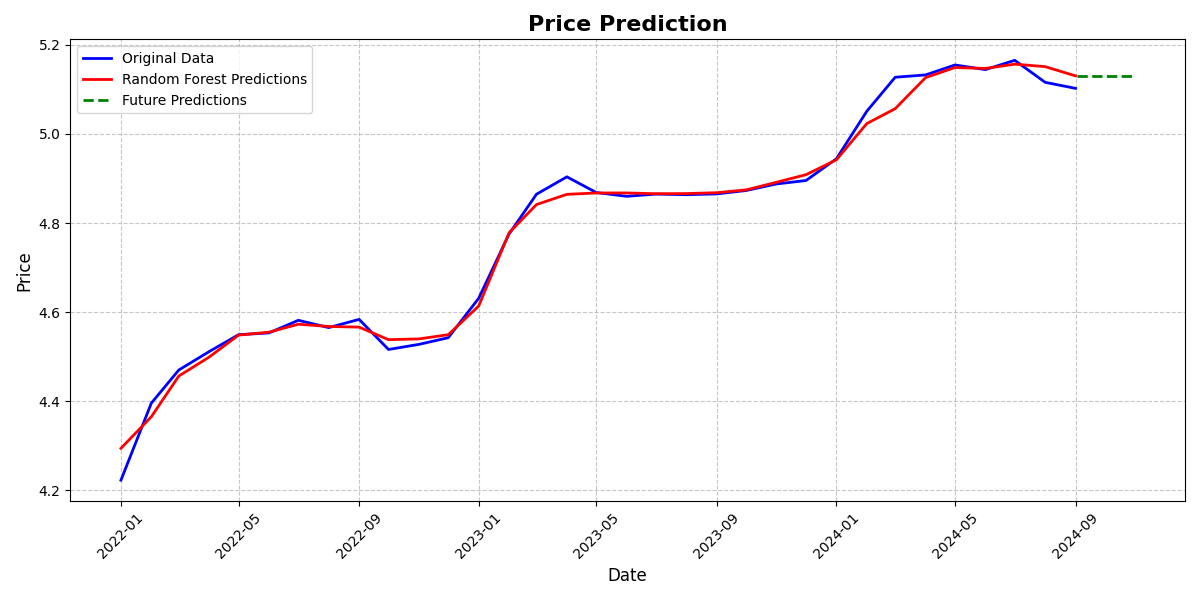 Price Prediction
Original Data
Random Forest Predictions
Future Predictions
5.2
5.0
4.8
4.6
4.4
4.2
Price
2022-01
2022-05
2022-09
2023-01
2023-05
2023-09
2024-01
2024-05
2024-09
Date